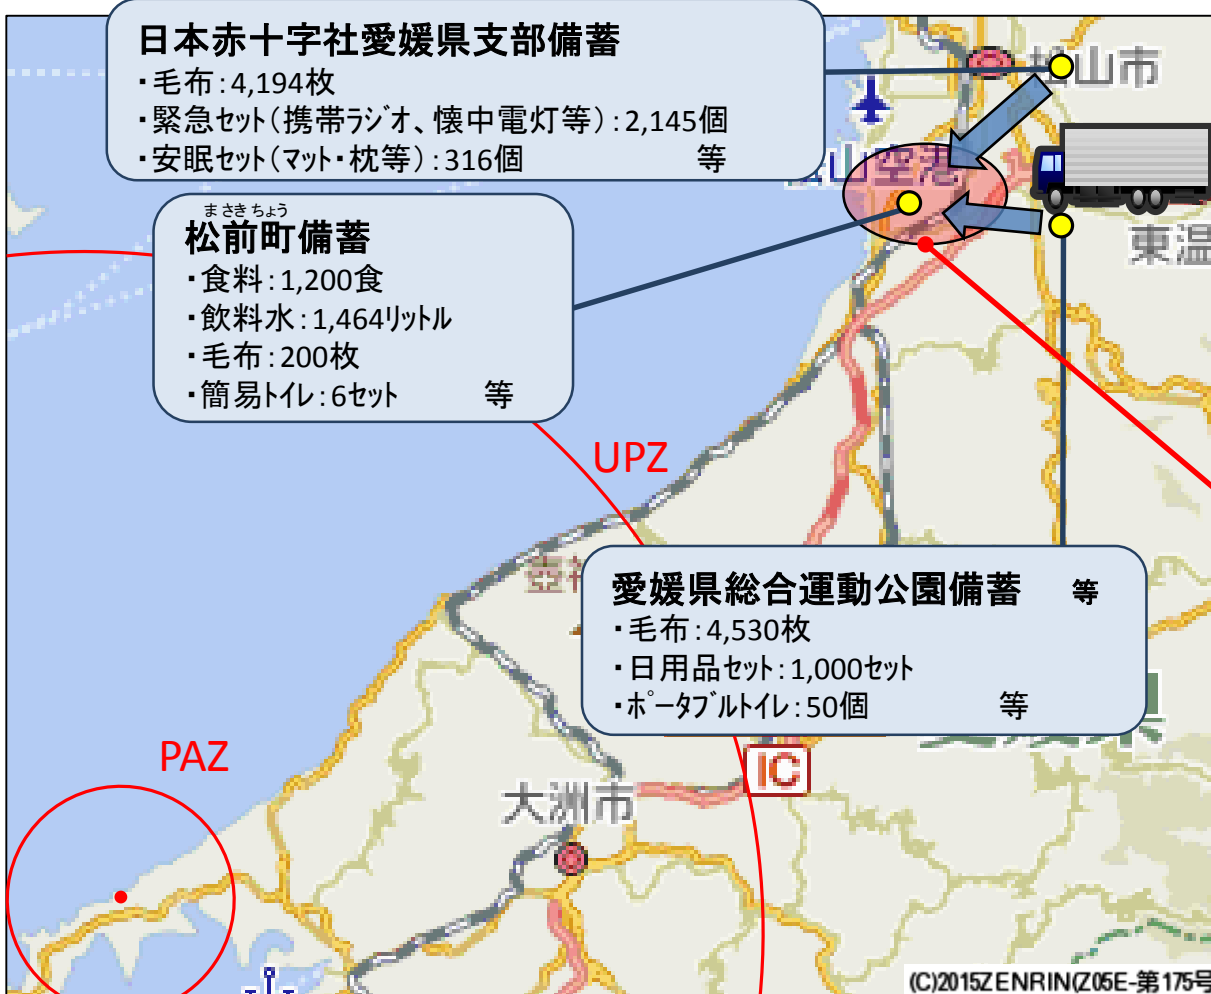 日本赤十字社愛媛県支部備蓄
・毛布：4,194枚
・緊急セット（携帯ラジオ、懐中電灯等）：2,145個
・安眠セット（マット・枕等）：316個 等
山市
山空港
まさきちょう
松前町備蓄
・食料：1,200食
・飲料水：1,464リットル
・毛布：200枚
・簡易トイレ：6セット 等
東温
UPZ
愛媛県総合運動公園備蓄 等
・毛布：4,530枚
・日用品セット：1,000セット
・ポータブルトイレ：50個 等
PAZ
IC
大洲市
(C)2015ZENRIN(Z05E-第175号